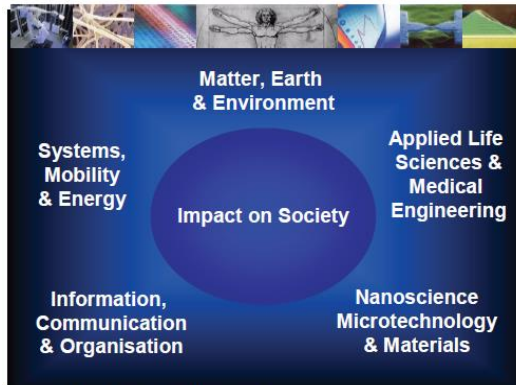 Matter, Earth
& Environment
Systems,
Mobility
& Energy
Applied Life
Sciences &
Medical
Engineering
Impact on Society
Information,
Communication
& Organisation
Nanoscience
Microtechnology
& Materials